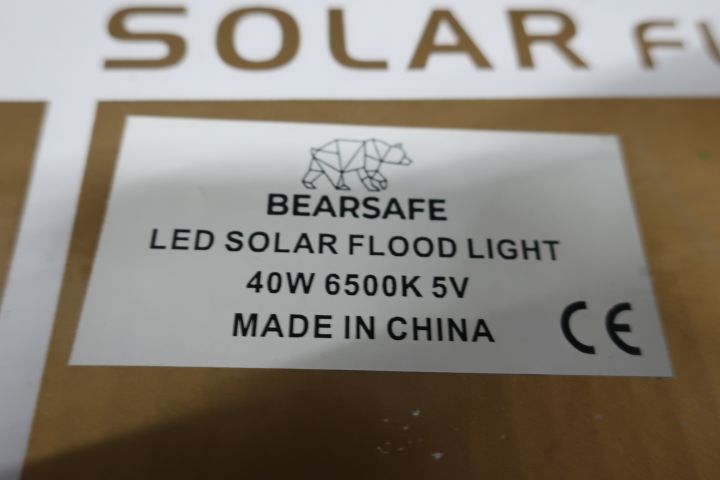 SOLAR
BEARSAFE
LED SOLAR FLOOD LIGHT
40W 6500K 5V
MADE IN CHINA
CE